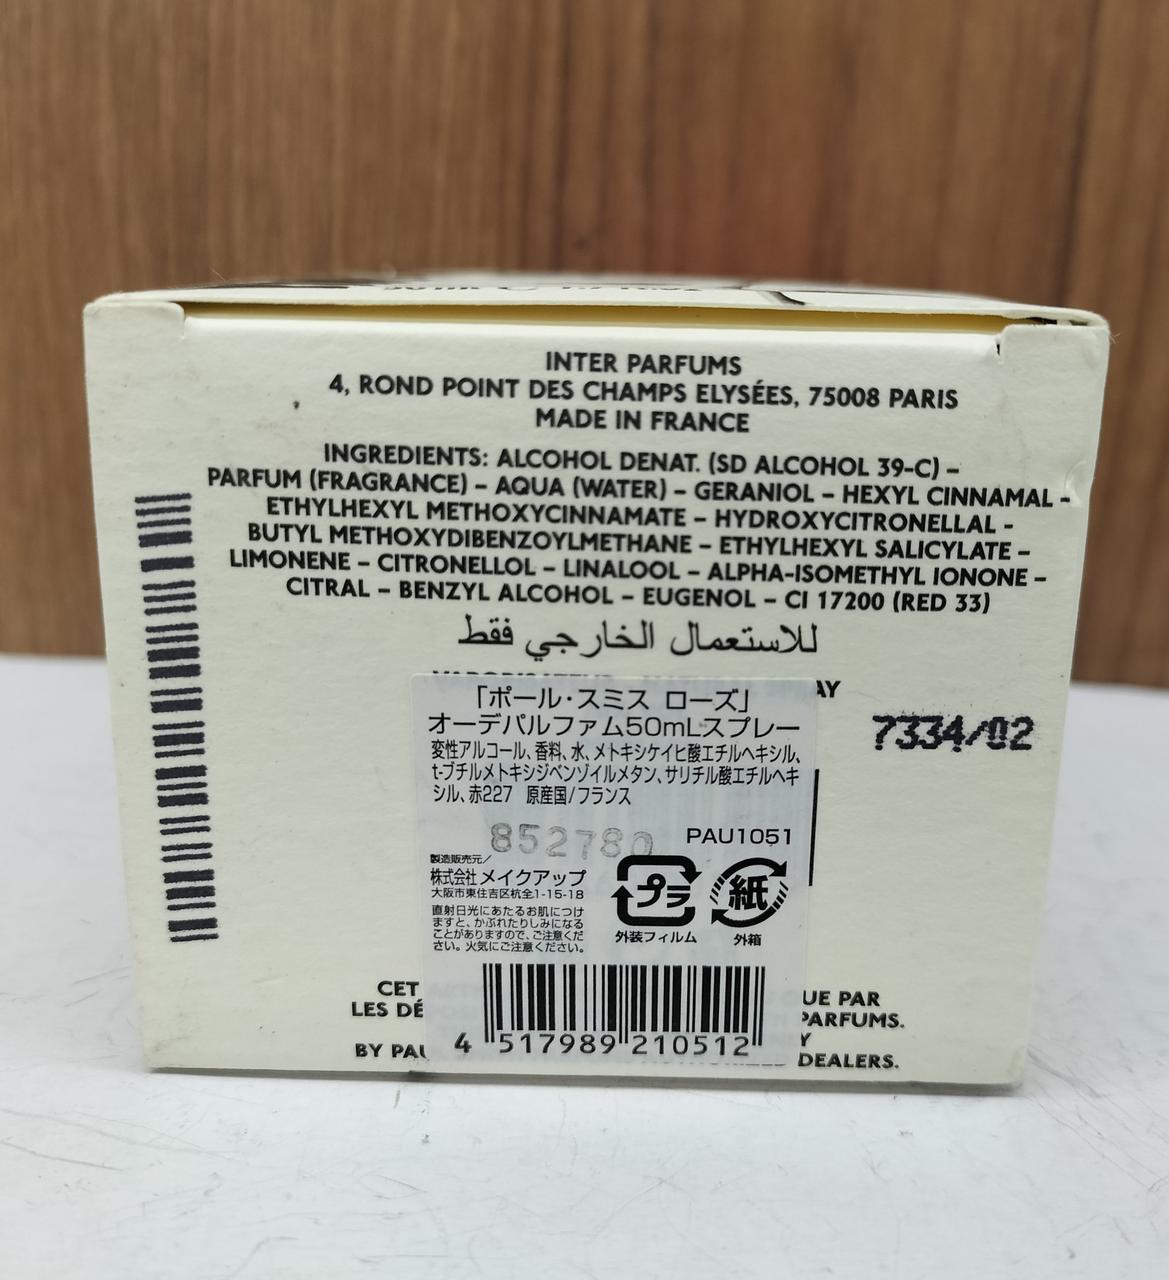 INTER PARFUMS
4, ROND POINT DES CHAMPS ELYSÉES, 75008 PARIS
MADE IN FRANCE
INGREDIENTS: ALCOHOL DENAT. (SD ALCOHOL 39-C) –
PARFUM (FRAGRANCE) – AQUA (WATER) – GERANIOL – HEXYL CINNAMAL -
ETHYLHEXYL METHOXYCINNAMATE – HYDROXYCITRONELLAL -
BUTYL METHOXYDIBENZOYLMETHANE – ETHYLHEXYL SALICYLATE –
LIMONENE – CITRONELLOL – LINALOOL – ALPHA-ISOMETHYL IONONE –
CITRAL – BENZYL ALCOHOL – EUGENOL – CI 17200 (RED 33)
للاستعمال الخارجي فقط
AY
7334/02
「ポール・スミス ローズ」
オーデパルファム50mLスプレー
変性アルコール、香料、水、メトキシケイヒ酸エチルヘキシル、
t-ブチルメトキシジベンゾイルメタン、サリチル酸エチルヘキ
シル、赤227 原産国/フランス
852780 PAU1051
製造販売元/
株式会社 メイクアップ
大阪市東住吉区杭全1-15-18
直射日光にあたるお肌につけ
ますと、かぶれたりしみになる
ことがありますので、ご注意くだ
さい。火気にご注意ください。
プラ 紙
外装フィルム 外箱
CET UE PAR
LES DÉ PARFUMS.
Y
BY PAU DEALERS.
4 517989 210512